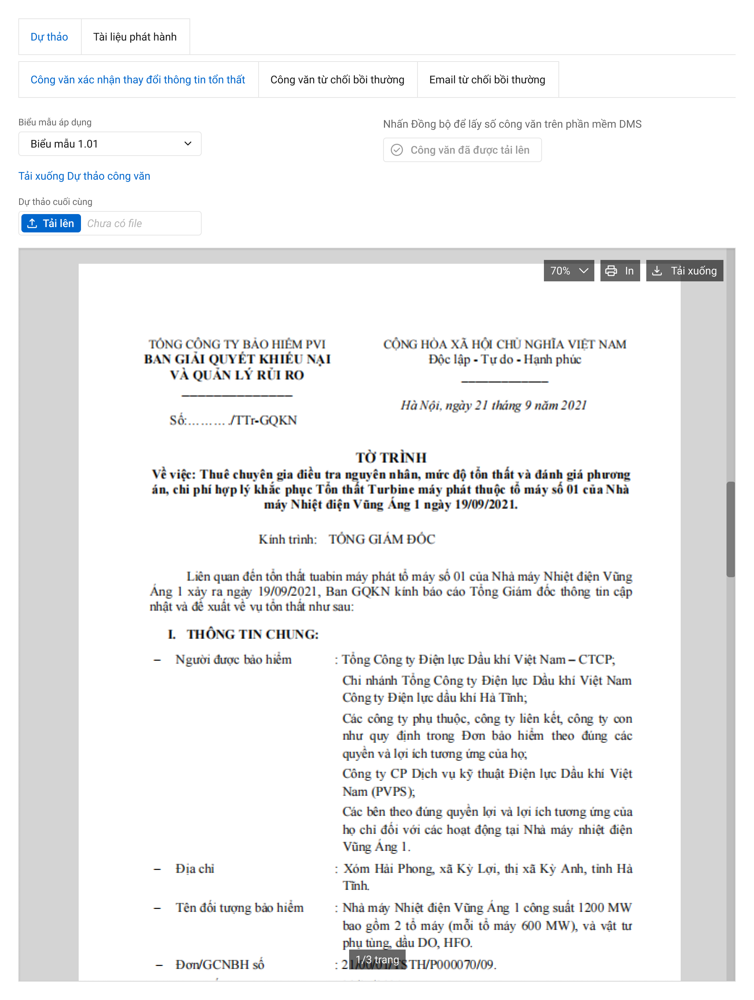 Dự thảo
Tài liệu phát hành
Công văn xác nhận thay đổi thông tin tổn thất
Công văn từ chối bồi thường
Email từ chối bồi thường
Biểu mẫu áp dụng
Biểu mẫu 1.01
Nhấn Đồng bộ để lấy số công văn trên phần mềm DMS
Công văn đã được tải lên
Tải xuống Dự thảo công văn
Dự thảo cuối cùng
Tải lên
Chưa có file
70%
In
Tải xuống
TỔNG CÔNG TY BẢO HIỂM PVI
BAN GIẢI QUYẾT KHIẾU NẠI
VÀ QUẢN LÝ RỦI RO
Số:………./TTr-GQKN
CỘNG HÒA XÃ HỘI CHỦ NGHĨA VIỆT NAM
Độc lập - Tự do - Hạnh phúc
Hà Nội, ngày 21 tháng 9 năm 2021
TỜ TRÌNH
Về việc: Thuê chuyên gia điều tra nguyên nhân, mức độ tổn thất và đánh giá phương
án, chi phí hợp lý khắc phục Tổn thất Turbine máy phát thuộc tổ máy số 01 của Nhà
máy Nhiệt điện Vũng Áng 1 ngày 19/09/2021.
Kính trình: TỔNG GIÁM ĐỐC
Liên quan đến tổn thất tuabin máy phát tổ máy số 01 của Nhà máy Nhiệt điện Vũng
Áng 1 xảy ra ngày 19/09/2021, Ban GQKN kính báo cáo Tổng Giám đốc thông tin cập
nhật và đề xuất về vụ tổn thất như sau:
I. THÔNG TIN CHUNG:
– Người được bảo hiểm : Tổng Công ty Điện lực Dầu khí Việt Nam – CTCP;
Chi nhánh Tổng Công ty Điện lực Dầu khí Việt Nam
Công ty Điện lực dầu khí Hà Tĩnh;
Các công ty phụ thuộc, công ty liên kết, công ty con
như quy định trong Đơn bảo hiểm theo đúng các
quyền và lợi ích tương ứng của họ;
Công ty CP Dịch vụ kỹ thuật Điện lực Dầu khí Việt
Nam (PVPS);
Các bên theo đúng quyền lợi và lợi ích tương ứng của
họ chỉ đối với các hoạt động tại Nhà máy nhiệt điện
Vũng Áng 1.
– Địa chỉ : Xóm Hải Phong, xã Kỳ Lợi, thị xã Kỳ Anh, tỉnh Hà
Tĩnh.
– Tên đối tượng bảo hiểm : Nhà máy Nhiệt điện Vũng Áng 1 công suất 1200 MW
bao gồm 2 tổ máy (mỗi tổ máy 600 MW), và vật tư
phụ tùng, dầu DO, HFO.
– Đơn/GCNBH số : 21/00/01/TSTH/P000070/09.
1/3 trang